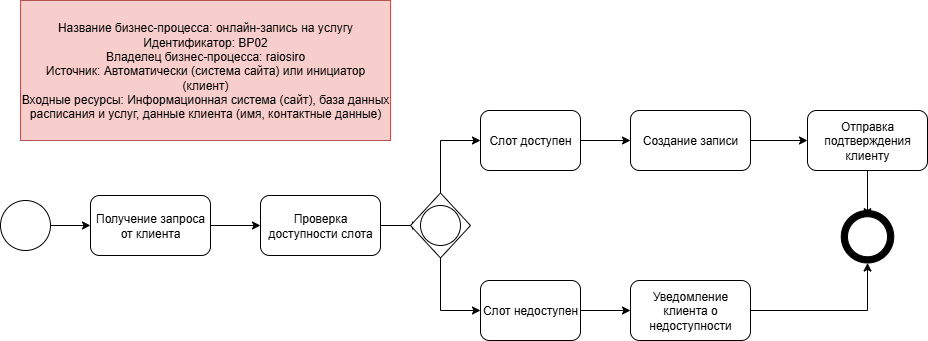 Название бизнес-процесса: онлайн-запись на услугу
Идентификатор: BP02
Владелец бизнес-процесса: raiosiro
Источник: Автоматически (система сайта) или инициатор
(клиент)
Входные ресурсы: Информационная система (сайт), база данных
расписания и услуг, данные клиента (имя, контактные данные)
Получение запроса
от клиента
Проверка
доступности слота
Слот доступен
Создание записи
Отправка
подтверждения
клиенту
Слот недоступен
Уведомление
клиента о
недоступности